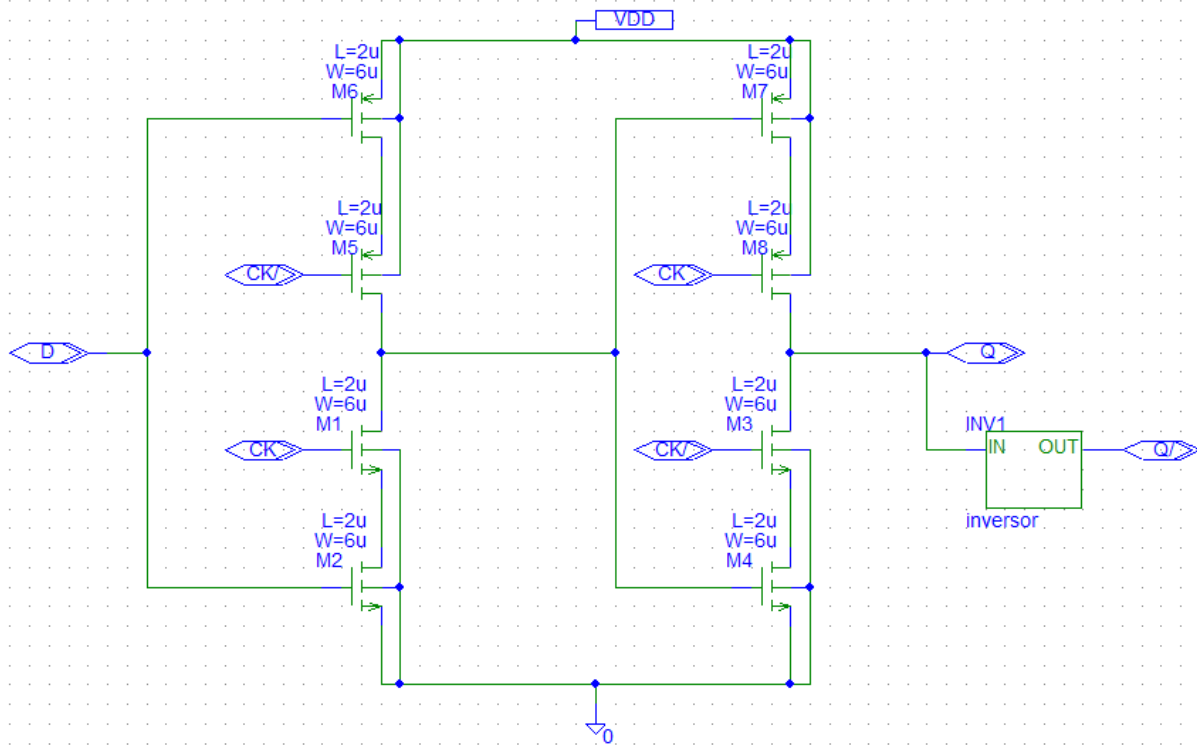 VDD
L=2u
W=6u
M6
L=2u
W=6u
M7
L=2u
W=6u
M5
CK/
L=2u
W=6u
M8
CK
D
Q
L=2u
W=6u
M1
CK
L=2u
W=6u
M3
CK/
INV1
IN OUT
Q/
inversor
L=2u
W=6u
M2
L=2u
W=6u
M4
0